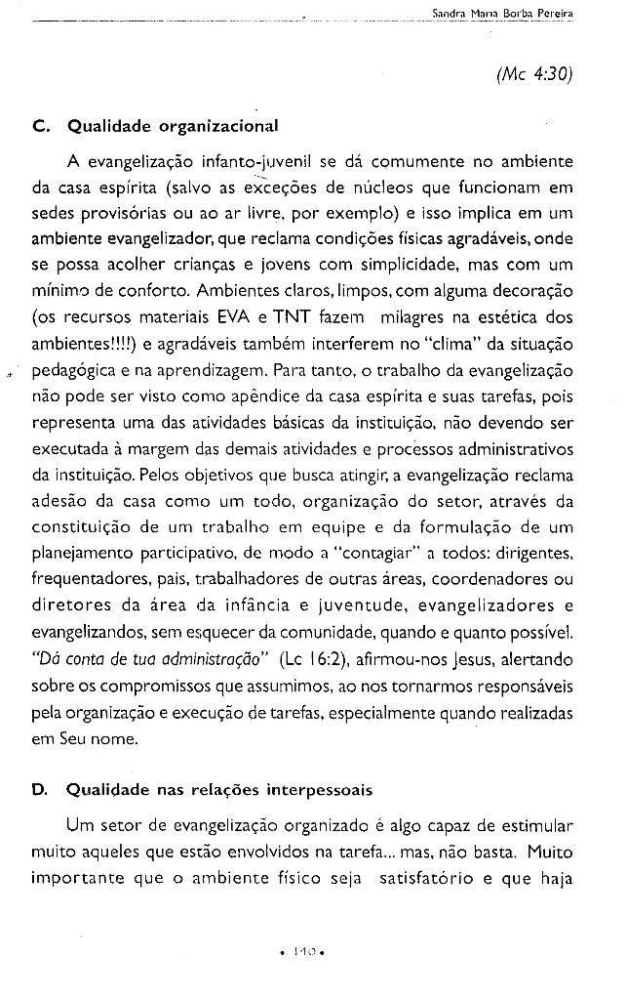 Sandra Maria Borba Pereira
(Mc 4:30)
C. Qualidade organizacional
A evangelização infanto-juvenil se dá comumente no ambiente
da casa espírita (salvo as exceções de núcleos que funcionam em
sedes provisórias ou ao ar livre, por exemplo) e isso implica em um
ambiente evangelizador, que reclama condições físicas agradáveis, onde
se possa acolher crianças e jovens com simplicidade, mas com um
mínimo de conforto. Ambientes claros, limpos, com alguma decoração
(os recursos materiais EVA e TNT fazem milagres na estética dos
ambientes!!!!) e agradáveis também interferem no “clima” da situação
pedagógica e na aprendizagem. Para tanto, o trabalho da evangelização
não pode ser visto como apêndice da casa espírita e suas tarefas, pois
representa uma das atividades básicas da instituição, não devendo ser
executada à margem das demais atividades e processos administrativos
da instituição. Pelos objetivos que busca atingir, a evangelização reclama
adesão da casa como um todo, organização do setor, através da
constituição de um trabalho em equipe e da formulação de um
planejamento participativo, de modo a “contagiar” a todos: dirigentes,
frequentadores, pais, trabalhadores de outras áreas, coordenadores ou
diretores da área da infância e juventude, evangelizadores e
evangelizandos, sem esquecer da comunidade, quando e quanto possível.
“Dá conta de tua administração” (Lc 16:2), afirmou-nos Jesus, alertando
sobre os compromissos que assumimos, ao nos tornarmos responsáveis
pela organização e execução de tarefas, especialmente quando realizadas
em Seu nome.
D. Qualidade nas relações interpessoais
Um setor de evangelização organizado é algo capaz de estimular
muito aqueles que estão envolvidos na tarefa... mas, não basta. Muito
importante que o ambiente físico seja satisfatório e que haja
• 140 •